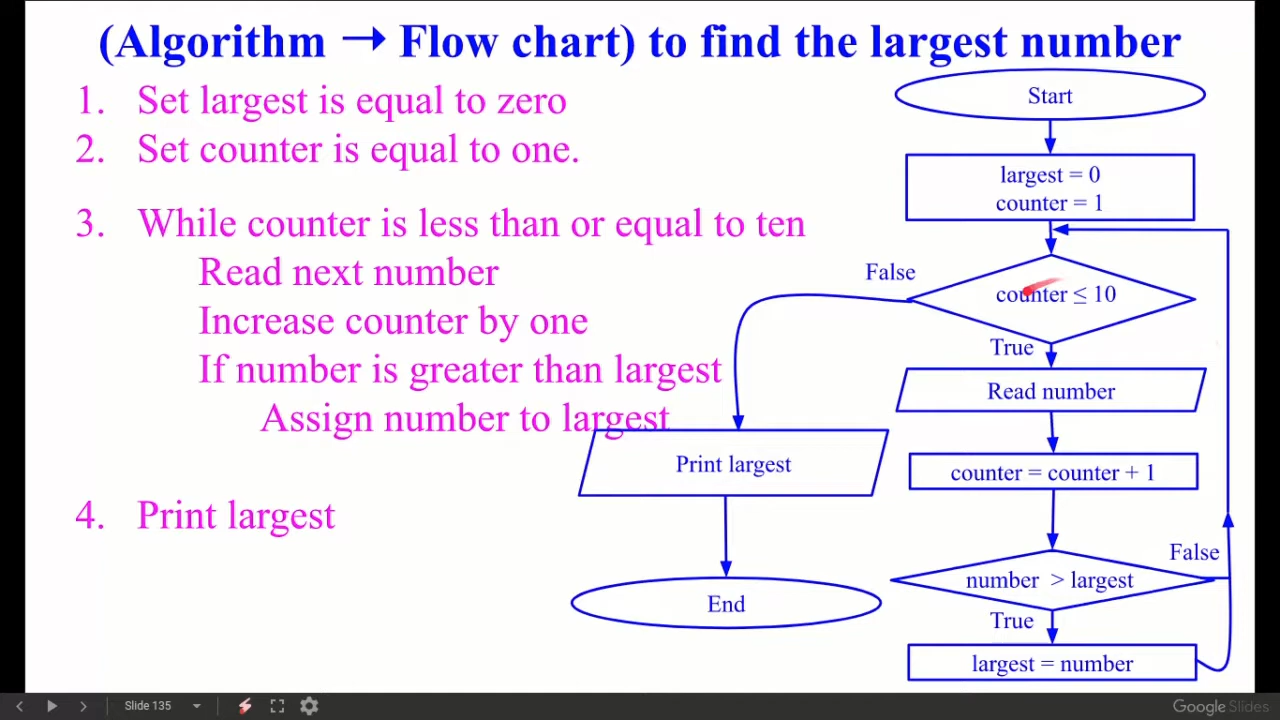 (Algorithm → Flow chart) to find the largest number
1. Set largest is equal to zero
2. Set counter is equal to one.
3. While counter is less than or equal to ten
Read next number
Increase counter by one
If number is greater than largest
Assign number to largest
4. Print largest
Start
largest = 0
counter = 1
False
counter ≤ 10
True
Read number
Print largest
counter = counter + 1
False
number > largest
End
True
largest = number
Slide 135
Google Slides